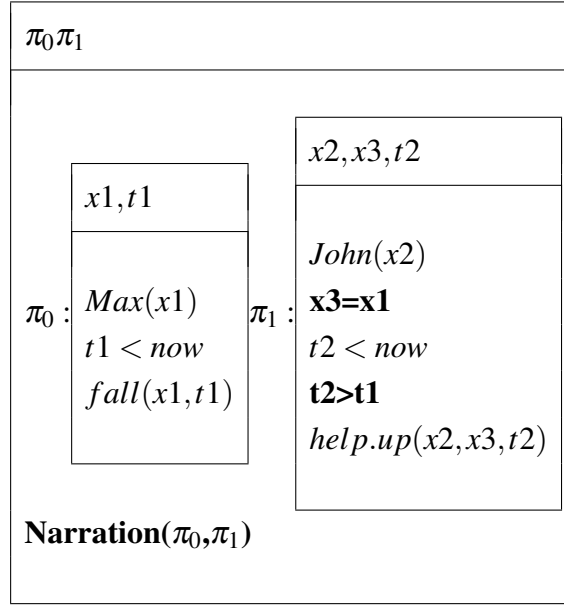 π0π1
x1,t1
π0 :
Max(x1)
t1 < now
fall(x1,t1)
x2,x3,t2
π1 :
John(x2)
x3=x1
t2 < now
t2>t1
help.up(x2,x3,t2)
Narration(π0,π1)